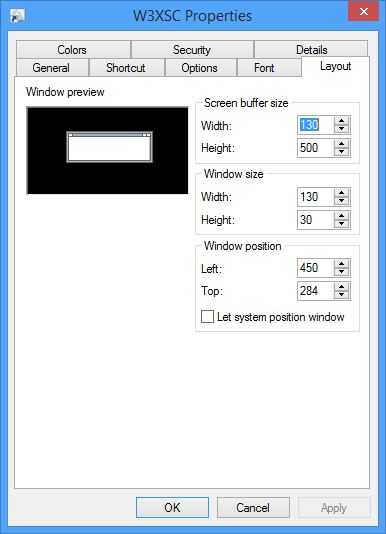 W3XSC Properties
Colors Security Details
General Shortcut Options Font Layout
Window preview
Screen buffer size
Width: 130
Height: 500
Window size
Width: 130
Height: 30
Window position
Left: 450
Top: 284
Let system position window
OK Cancel Apply